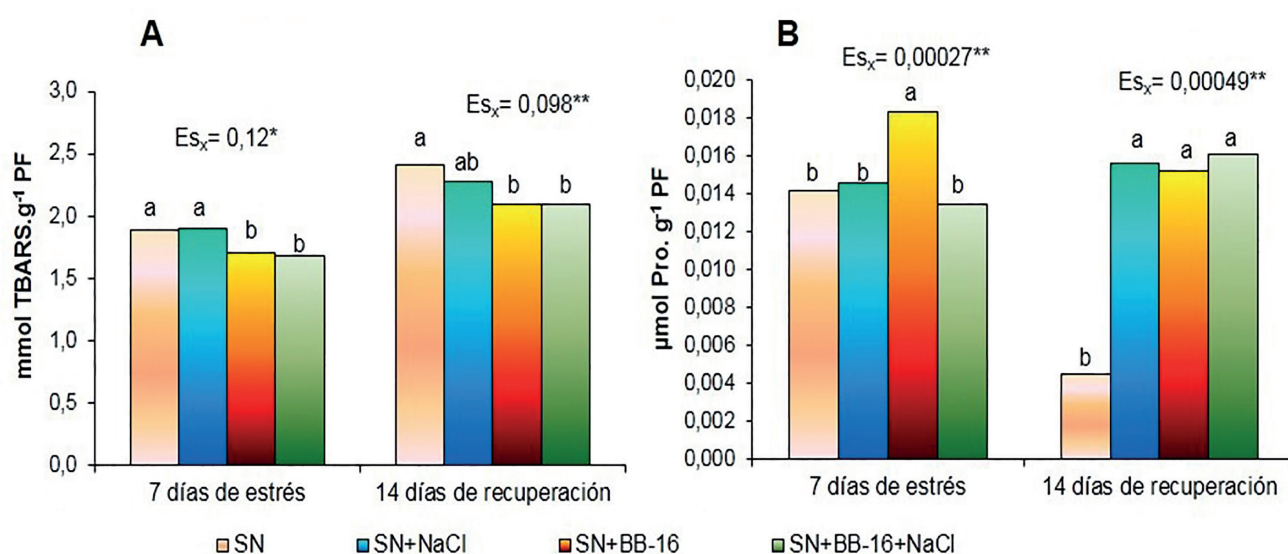 A
mmol TBARS.g⁻¹ PF
3,0
2,5
2,0
1,5
1,0
0,5
0,0
Esₓ= 0,12*
Esₓ= 0,098**
a a b b
a ab b b
7 días de estrés 14 días de recuperación
B
µmol Pro. g⁻¹ PF
0,020
0,018
0,016
0,014
0,012
0,010
0,008
0,006
0,004
0,002
0,000
Esₓ= 0,00027**
Esₓ= 0,00049**
b b a b
b a a a
7 días de estrés 14 días de recuperación
SN SN+NaCl SN+BB-16 SN+BB-16+NaCl